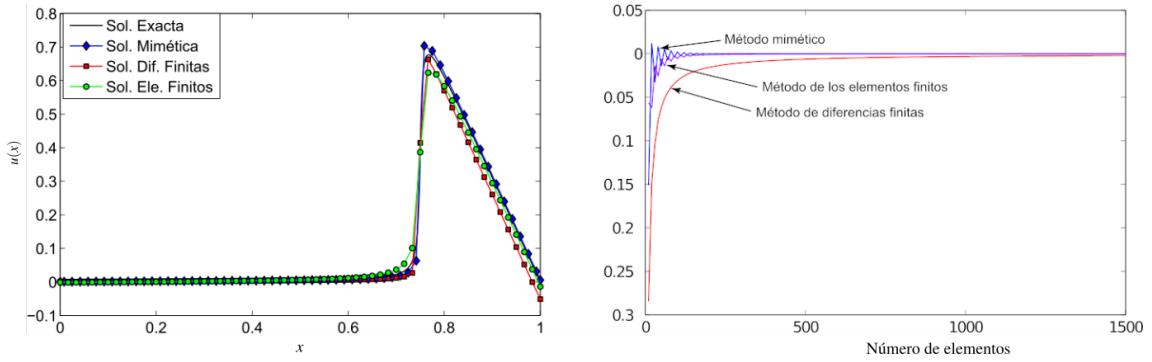 0.8
0.7
0.6
0.5
0.4
0.3
0.2
0.1
0
−0.1
u(x)
Sol. Exacta
Sol. Mimética
Sol. Dif. Finitas
Sol. Ele. Finitos
0
0.2
0.4
0.6
0.8
1
x
0.05
0
0.05
0.1
0.15
0.2
0.25
0.3
Método mimético
Método de los elementos finitos
Método de diferencias finitas
0
500
1000
1500
Número de elementos